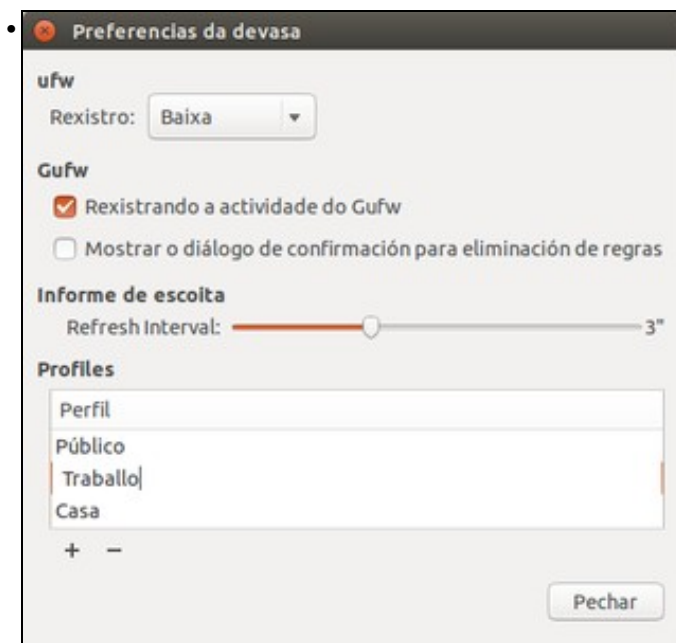 Preferencias da devasa
ufw
Rexistro: Baixa
Gufw
Rexistrando a actividade do Gufw
Mostrar o diálogo de confirmación para eliminación de regras
Informe de escoita
Refresh Interval: 3"
Profiles
Perfil
Público
Traballo
Casa
+ −
Pechar